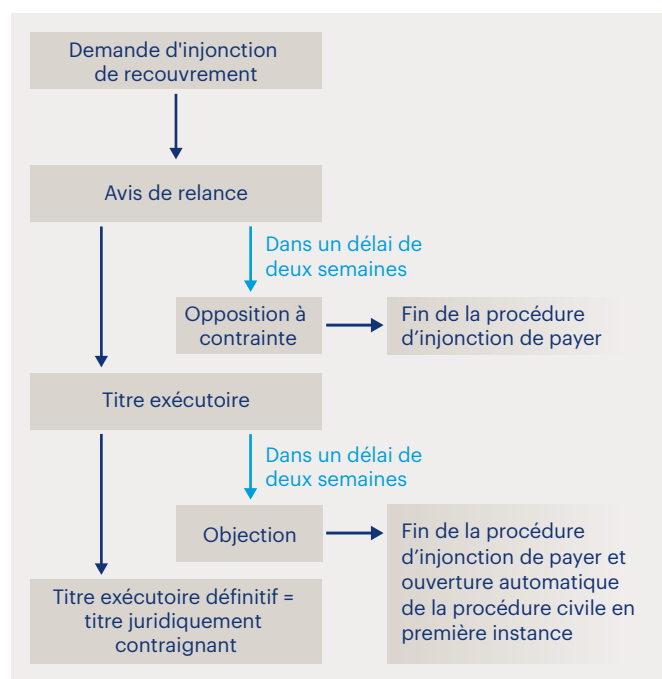 Demande d'injonction
de recouvrement
Avis de relance
Dans un délai de
deux semaines
Opposition à
contrainte
Fin de la procédure
d’injonction de payer
Titre exécutoire
Dans un délai de
deux semaines
Objection
Fin de la procédure
d’injonction de payer et
ouverture automatique
de la procédure civile en
première instance
Titre exécutoire définitif =
titre juridiquement
contraignant